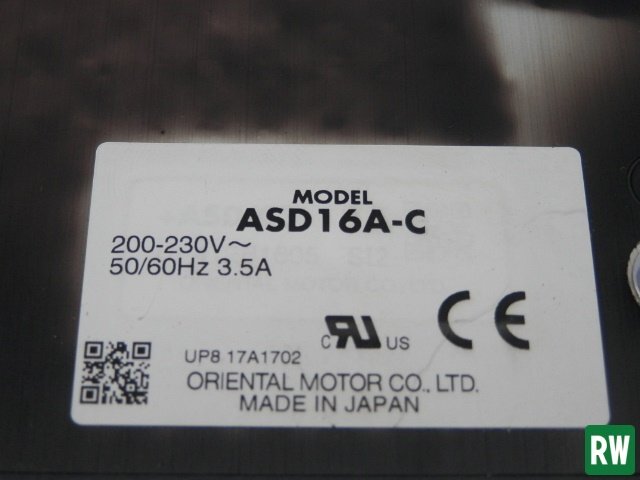 MODEL
ASD16A-C
200-230V～
50/60Hz 3.5A
C RU US CE
UP8 17A1702
ORIENTAL MOTOR CO., LTD.
MADE IN JAPAN
RW